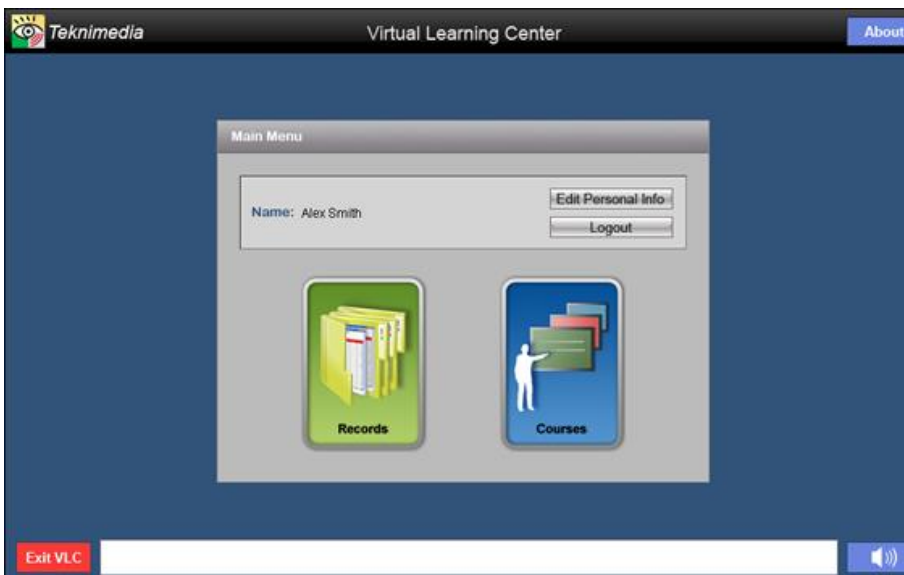 Teknimedia
Virtual Learning Center
About
Main Menu
Name: Alex Smith
Edit Personal Info
Logout
Records
Courses
Exit VLC